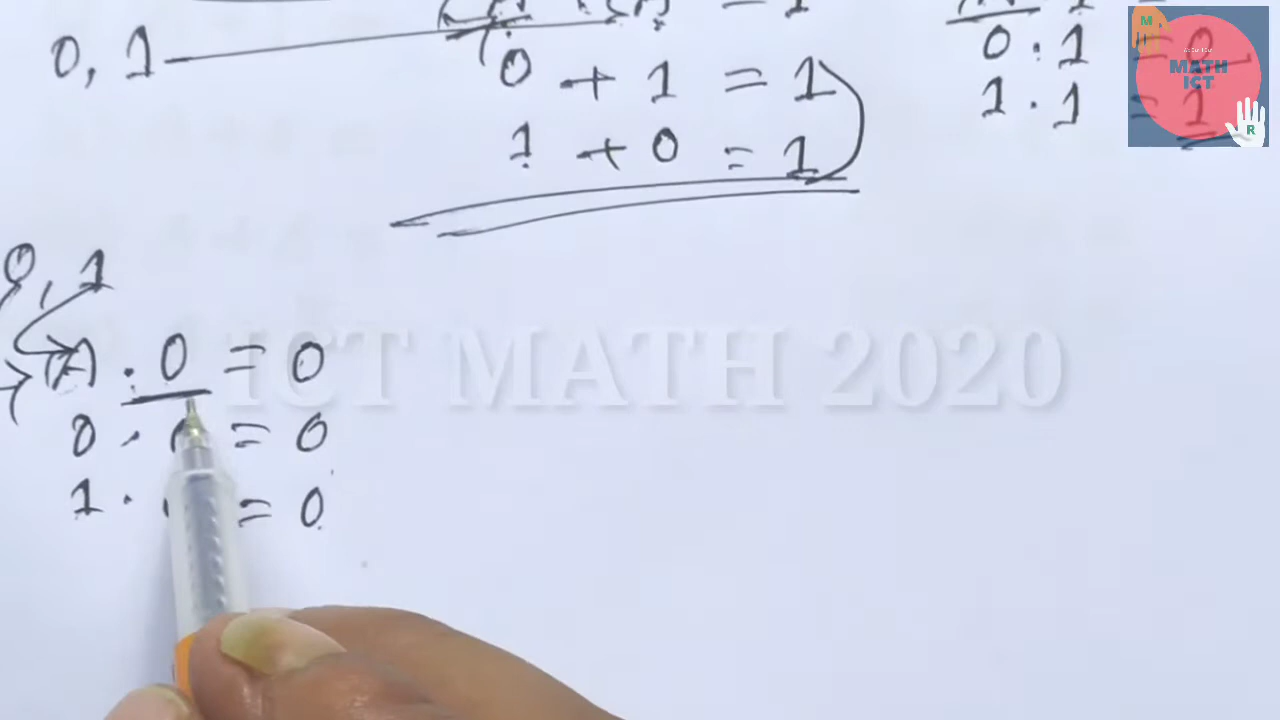 0, 1
0 + 1 = 1
1 + 0 = 1
0 . 1 = 0
1 . 1 = 1
M
MATH
ICT
R
0, 1
A . 0 = 0
0 . = 0
1 . = 0
ICT MATH 2020